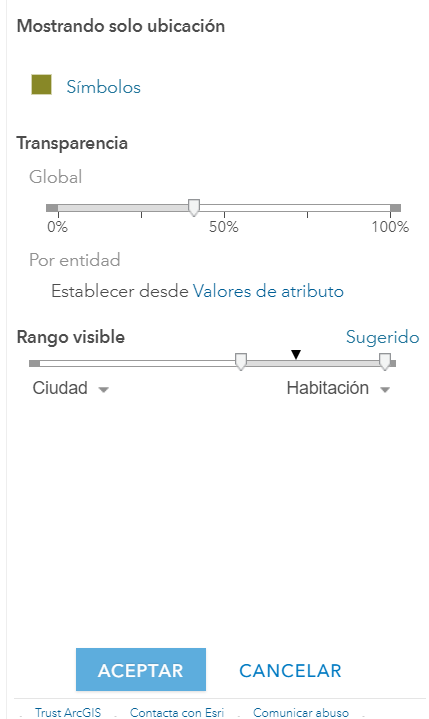 Mostrando solo ubicación
Símbolos
Transparencia
Global
0% 50% 100%
Por entidad
Establecer desde Valores de atributo
Rango visible Sugerido
Ciudad Habitación
ACEPTAR CANCELAR
Trust ArcGIS . Contacta con Esri . Comunicar abuso .